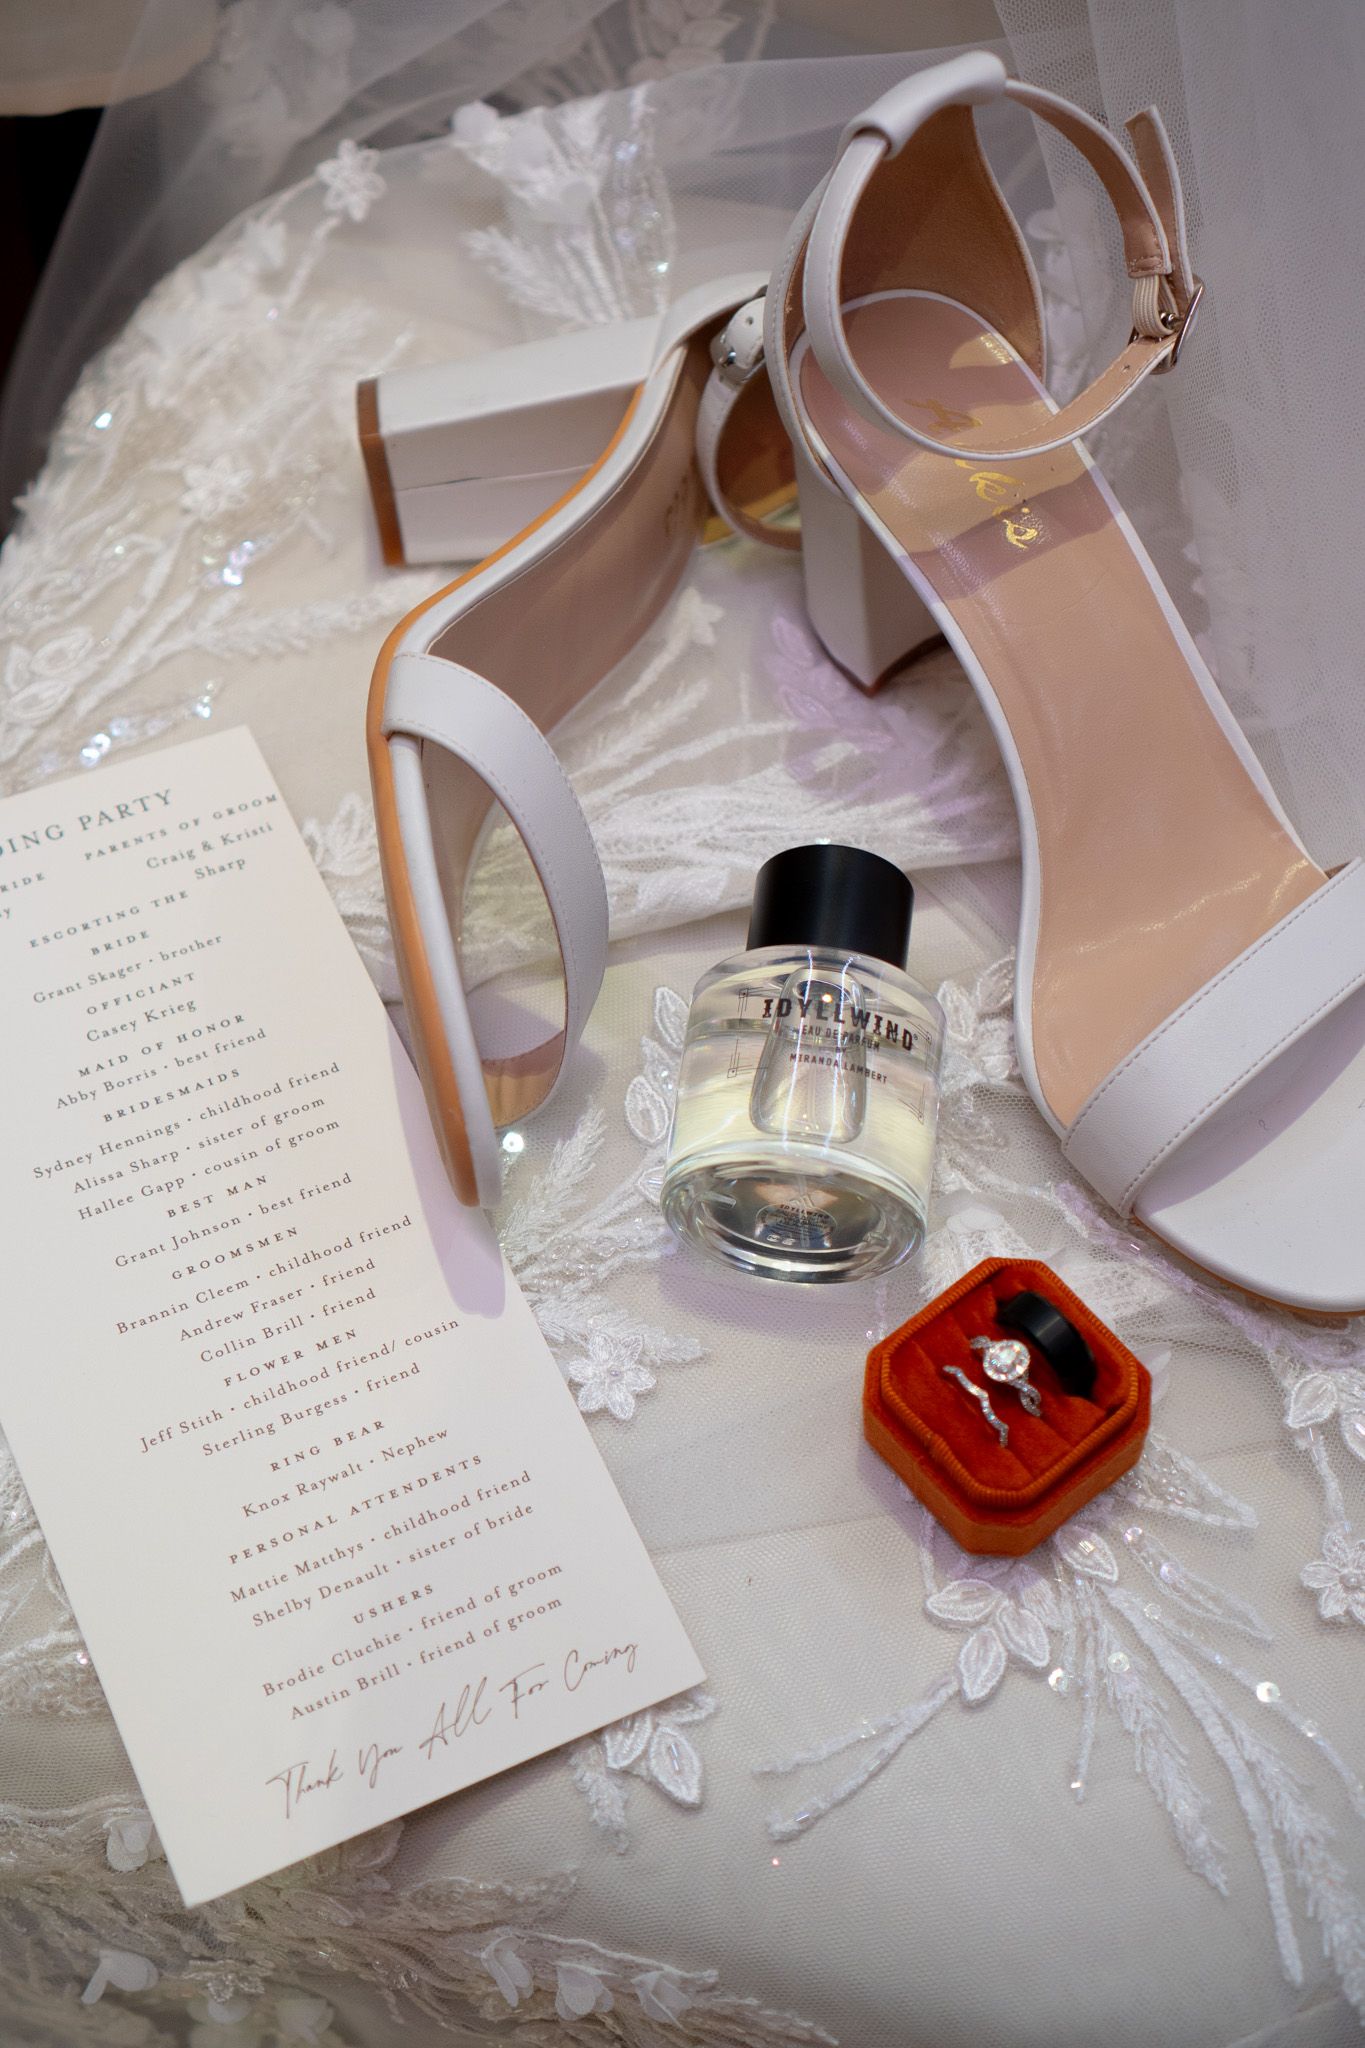 PARTY
PARENTS OF GROOM
Craig & Kristi
Sharp
ESCORTING THE
BRIDE
Grant Skager • brother
OFFICIANT
Casey Krieg
MAID OF HONOR
Abby Borris • best friend
BRIDESMAIDS
Sydney Hennings • childhood friend
Alissa Sharp • sister of groom
Hallee Gapp • cousin of groom
BEST MAN
Grant Johnson • best friend
GROOMSMEN
Brannin Cleem • childhood friend
Andrew Fraser • friend
Collin Brill • friend
FLOWER MEN
Jeff Stith • childhood friend/ cousin
Sterling Burgess • friend
RING BEAR
Knox Raywalt • Nephew
PERSONAL ATTENDENTS
Mattie Matthys • childhood friend
Shelby Denault • sister of bride
USHERS
Brodie Cluchie • friend of groom
Austin Brill • friend of groom
Thank You All For Coming
IDYLLWIND
EAU DE PARFUM
MIRANDA LAMBERT
IDYLLWIND